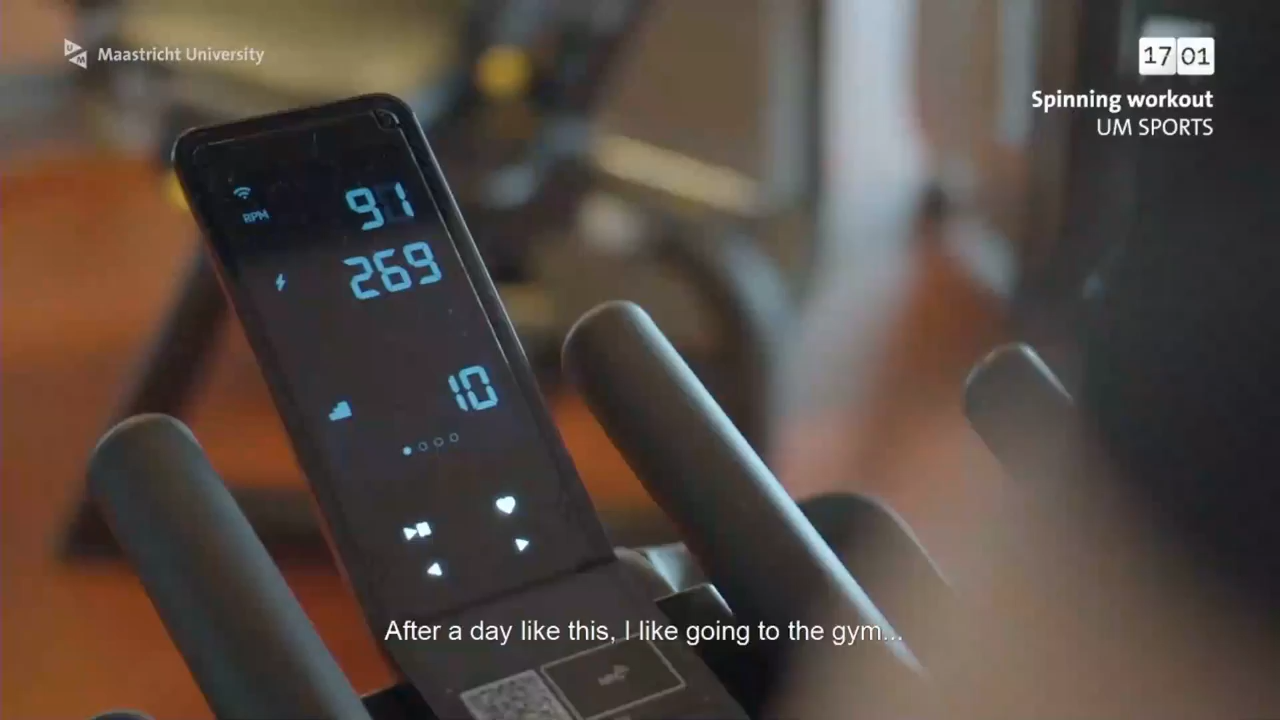 Maastricht University
17 01
Spinning workout
UM SPORTS
RPM 91
269
10
After a day like this, I like going to the gym...